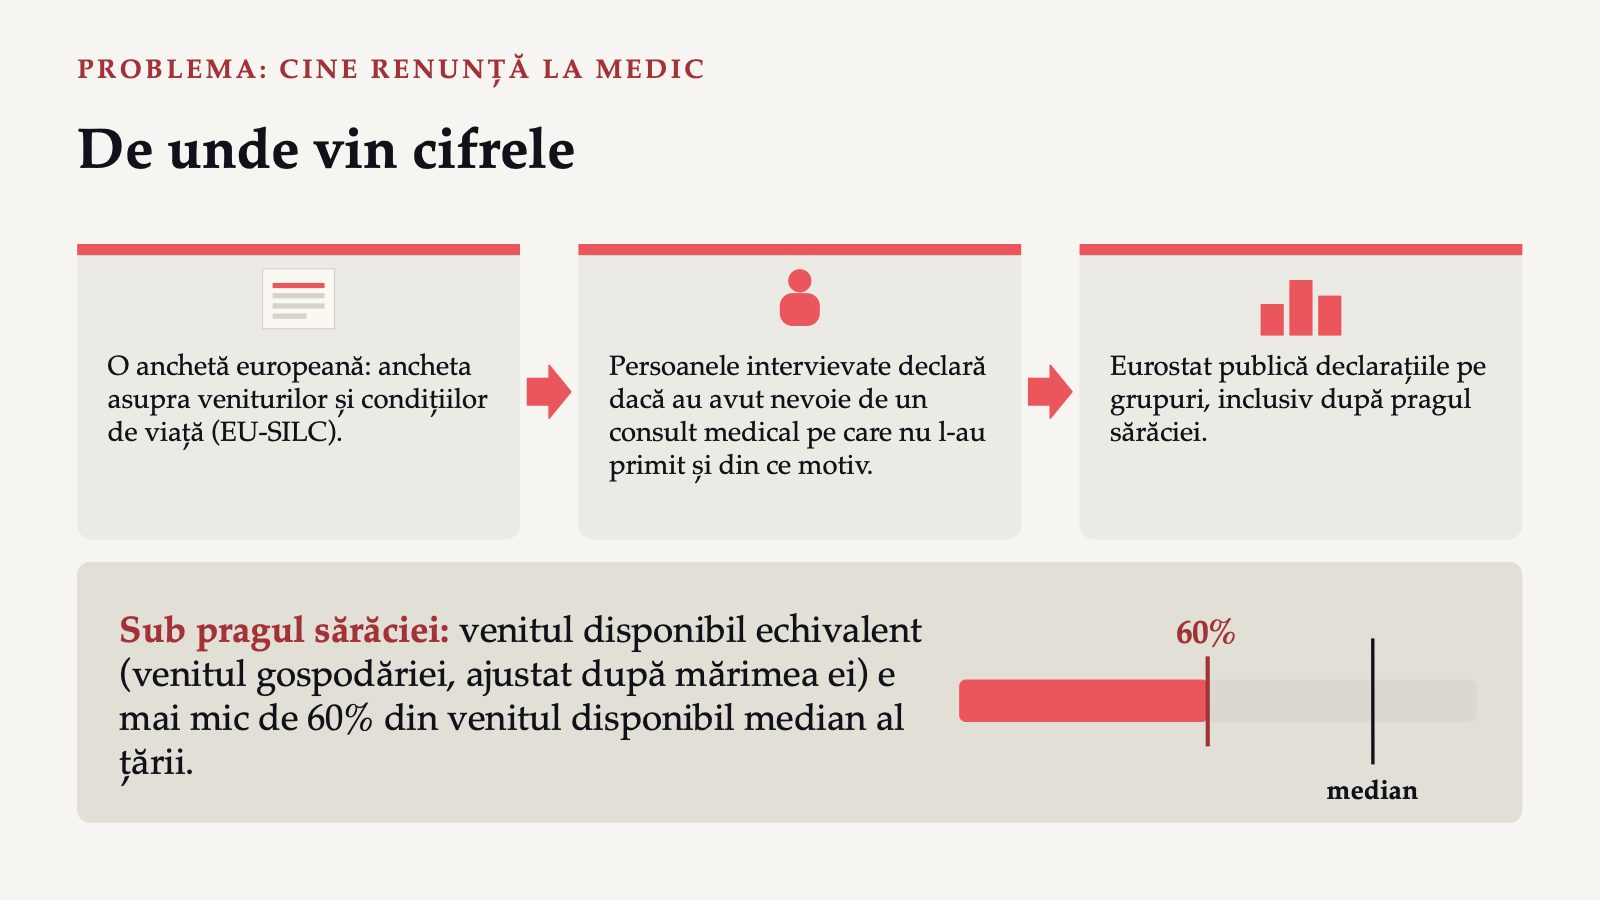 PROBLEMA: CINE RENUNȚĂ LA MEDIC
De unde vin cifrele
O anchetă europeană: ancheta
asupra veniturilor și condițiilor
de viață (EU-SILC).
Persoanele intervievate declară
dacă au avut nevoie de un
consult medical pe care nu l-au
primit și din ce motiv.
Eurostat publică declarațiile pe
grupuri, inclusiv după pragul
sărăciei.
Sub pragul sărăciei: venitul disponibil echivalent
(venitul gospodăriei, ajustat după mărimea ei) e
mai mic de 60% din venitul disponibil median al
țării.
60%
median